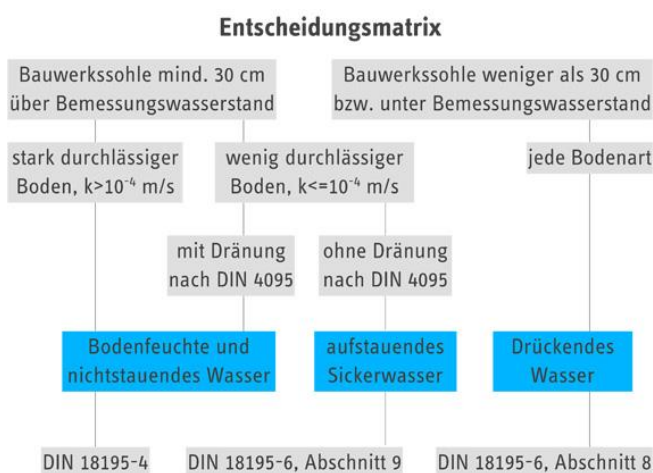 Entscheidungsmatrix
Bauwerkssohle mind. 30 cm
über Bemessungswasserstand
Bauwerkssohle weniger als 30 cm
bzw. unter Bemessungswasserstand
stark durchlässiger
Boden, k>10⁻⁴ m/s
wenig durchlässiger
Boden, k<=10⁻⁴ m/s
jede Bodenart
mit Dränung
nach DIN 4095
ohne Dränung
nach DIN 4095
Bodenfeuchte und
nichtstauendes Wasser
aufstauendes
Sickerwasser
Drückendes
Wasser
DIN 18195-4
DIN 18195-6, Abschnitt 9
DIN 18195-6, Abschnitt 8